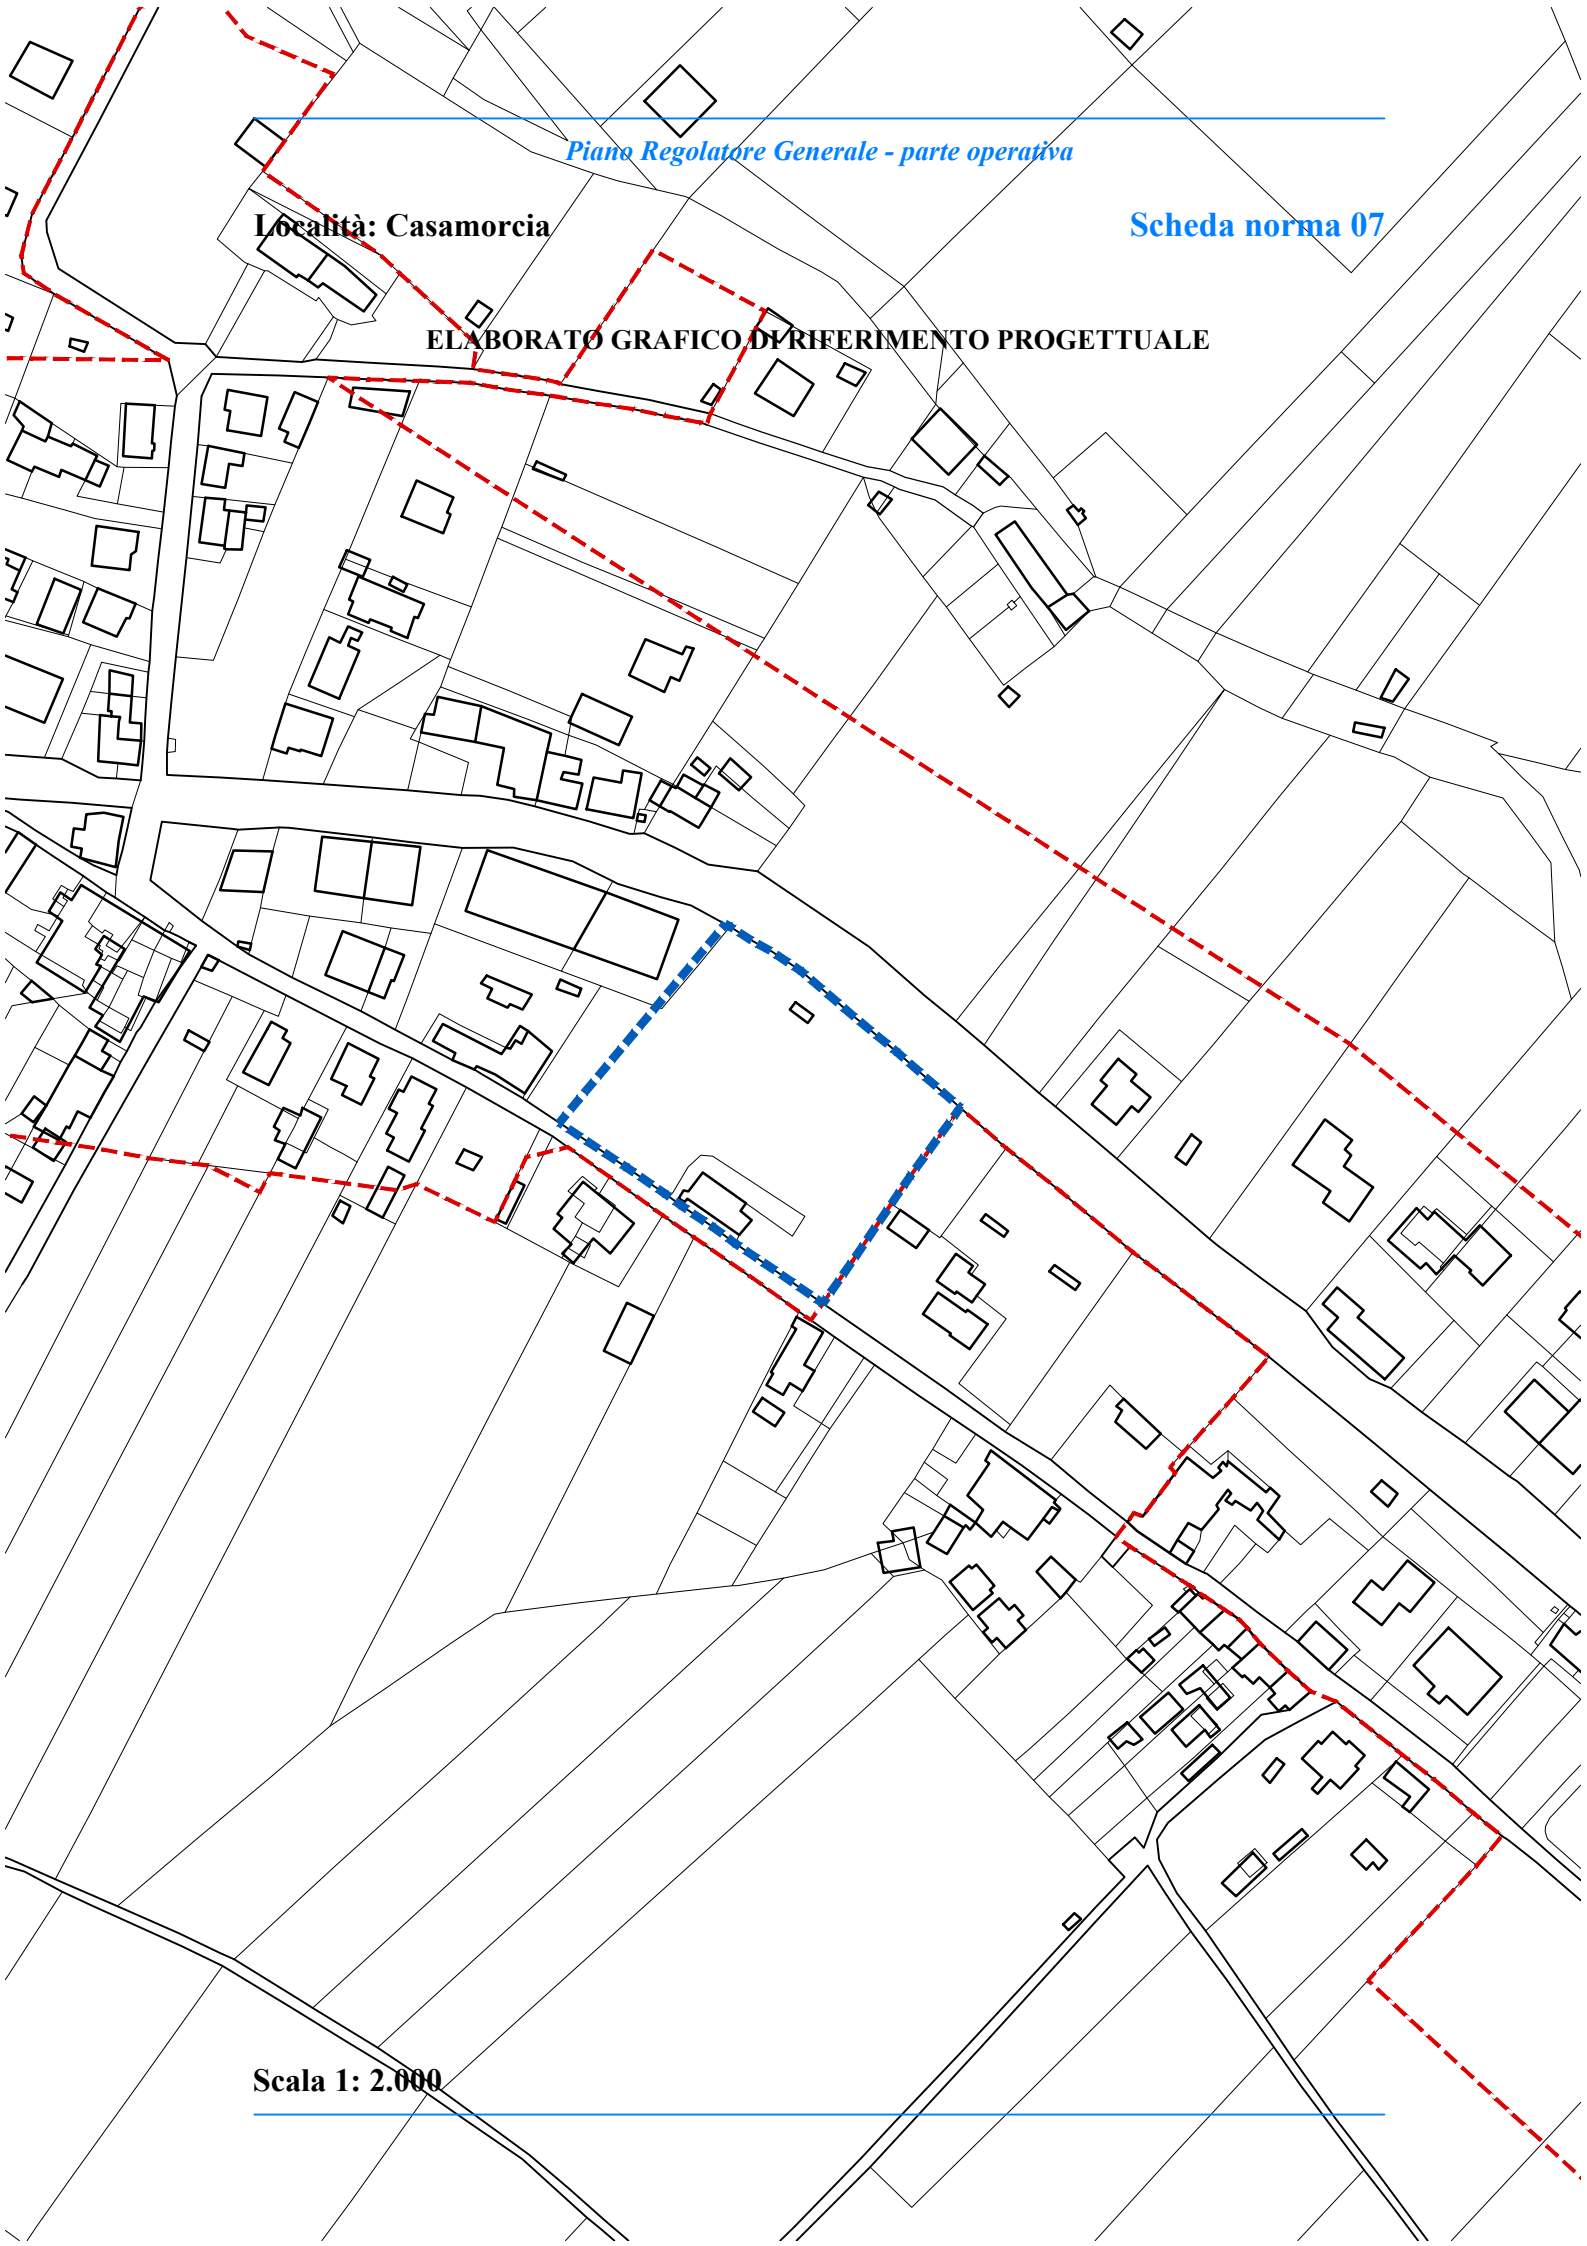 Piano Regolatore Generale - parte operativa
Località: Casamorcia
Scheda norma 07
ELABORATO GRAFICO DI RIFERIMENTO PROGETTUALE
Scala 1: 2.000